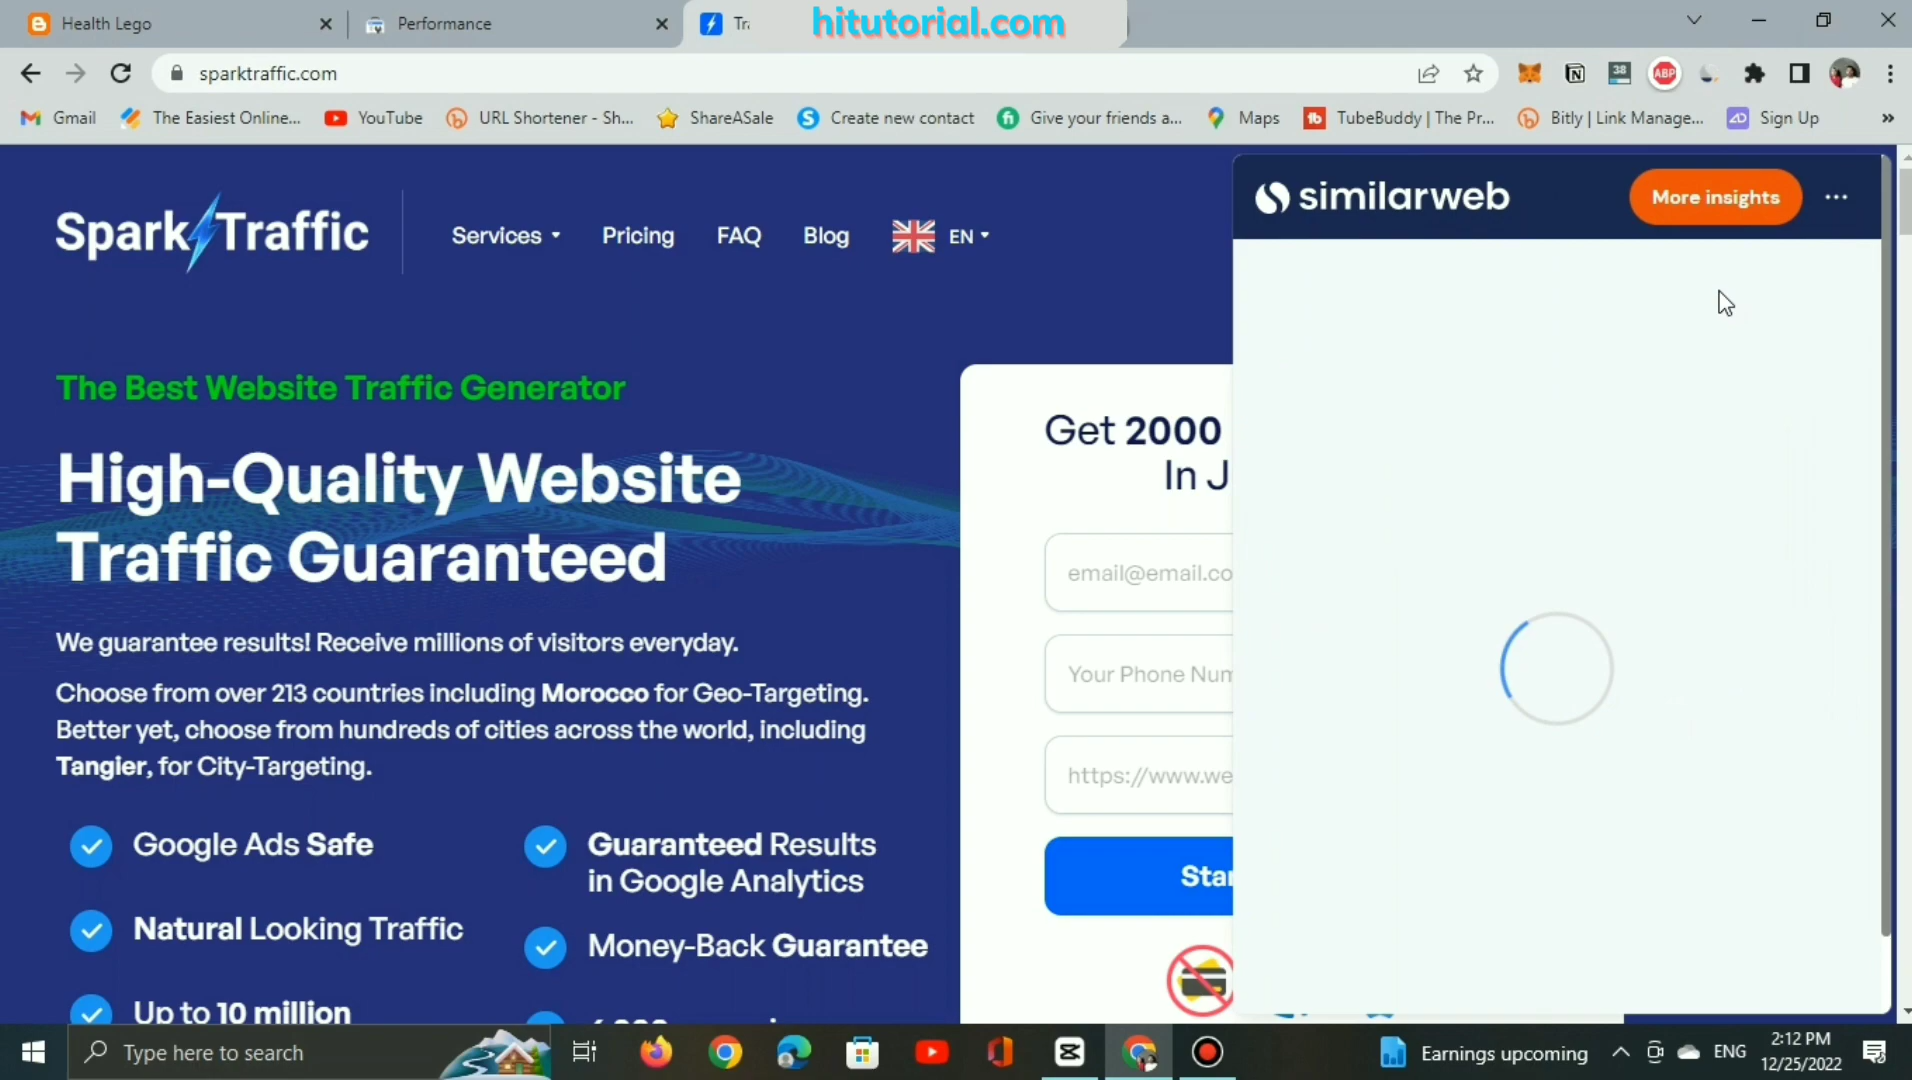 Health Lego
Performance
Tra
hitutorial.com
sparktraffic.com
38
ABP
Gmail
The Easiest Online...
YouTube
URL Shortener - Sh...
ShareASale
Create new contact
Give your friends a...
Maps
TubeBuddy | The Pr...
Bitly | Link Manage...
Sign Up
»
Spark Traffic
Services
Pricing
FAQ
Blog
EN
similarweb
More insights
The Best Website Traffic Generator
High-Quality Website
Traffic Guaranteed
We guarantee results! Receive millions of visitors everyday.
Choose from over 213 countries including Morocco for Geo-Targeting.
Better yet, choose from hundreds of cities across the world, including
Tangier, for City-Targeting.
Google Ads Safe
Guaranteed Results
in Google Analytics
Natural Looking Traffic
Money-Back Guarantee
Up to 10 million
Get 2000
In J
email@email.co
Your Phone Num
https://www.we
Star
Type here to search
Earnings upcoming
ENG
2:12 PM
12/25/2022